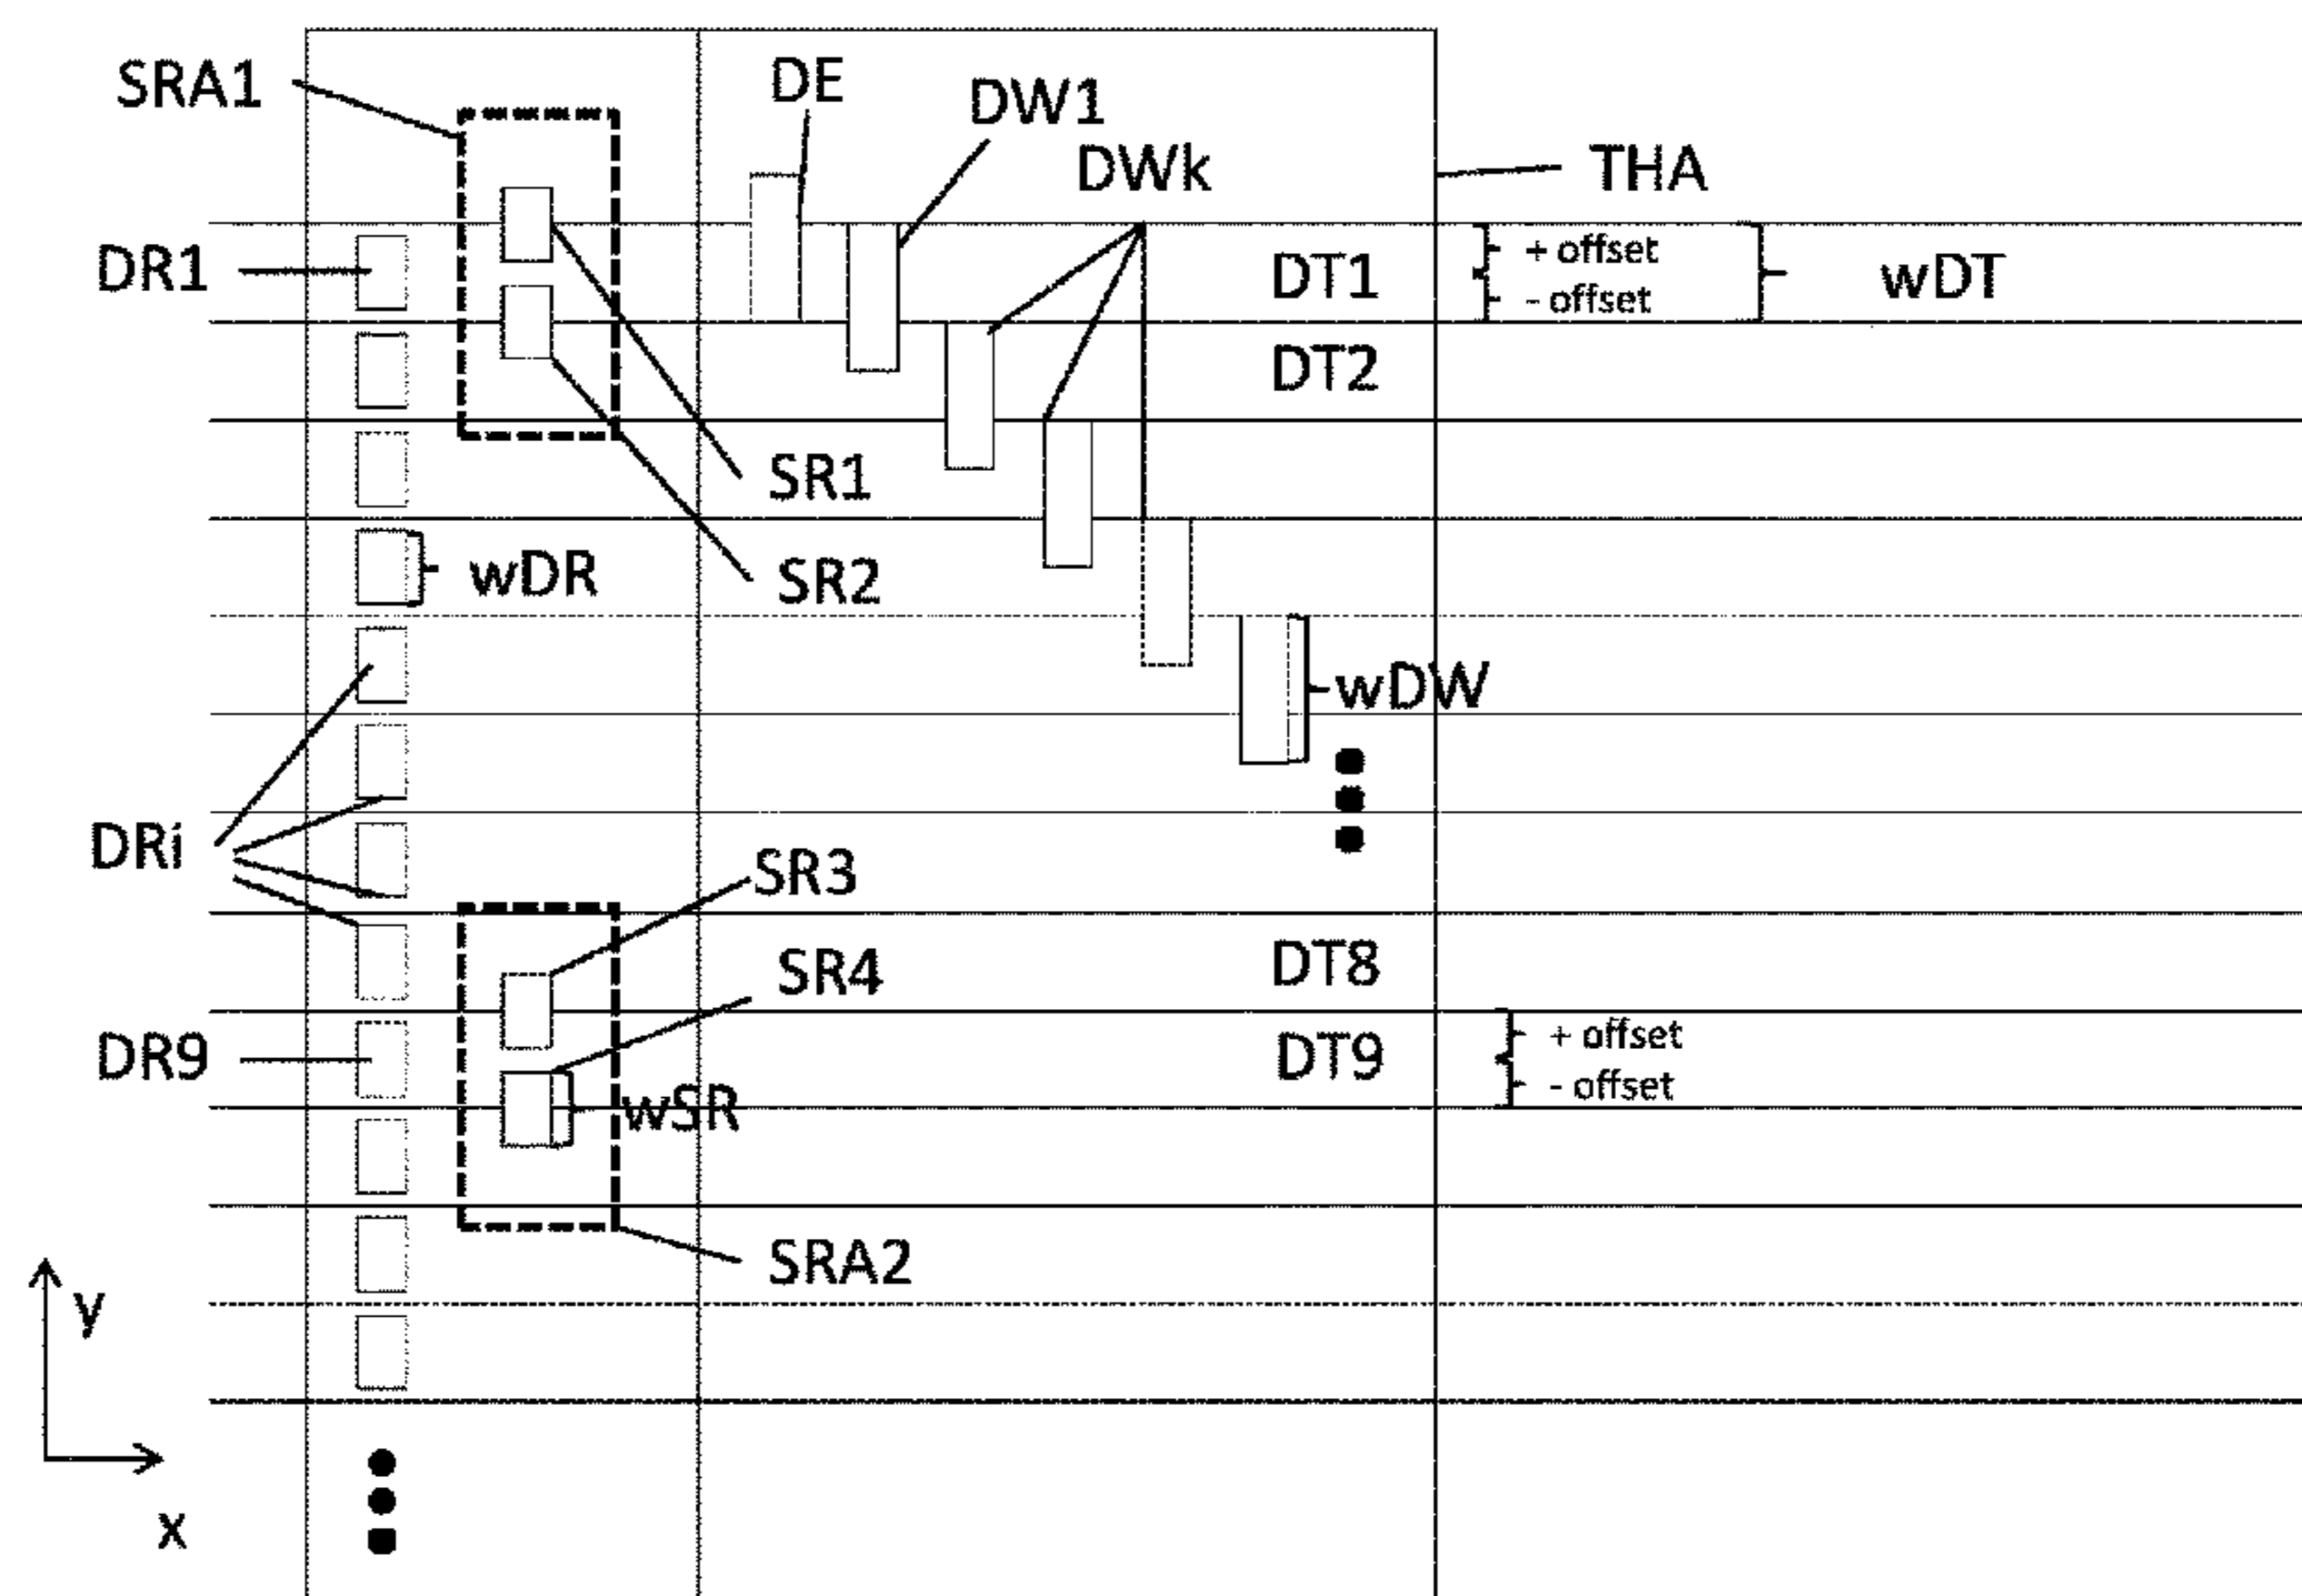 SRA1
DE
DW1
DWk
THA
DR1
DT1
+ offset
- offset
wDT
DT2
SR1
wDR
SR2
wDW
DRi
SR3
SR4
DT8
DR9
DT9
+ offset
- offset
wSR
SRA2
y
x